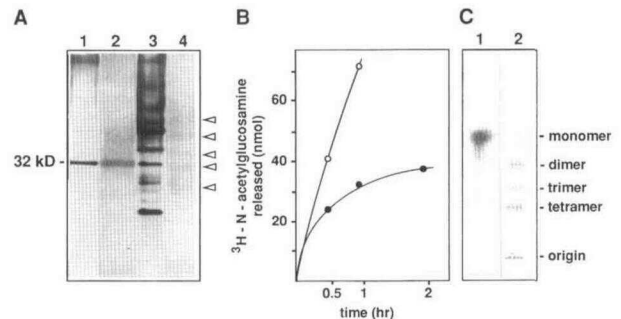 A
1 2 3 4
32 kD -
B
³H - N - acetylglucosamine
released (nmol)
60
40
20
0.5 1 2
time (hr)
C
1 2
- monomer
- dimer
- trimer
- tetramer
- origin